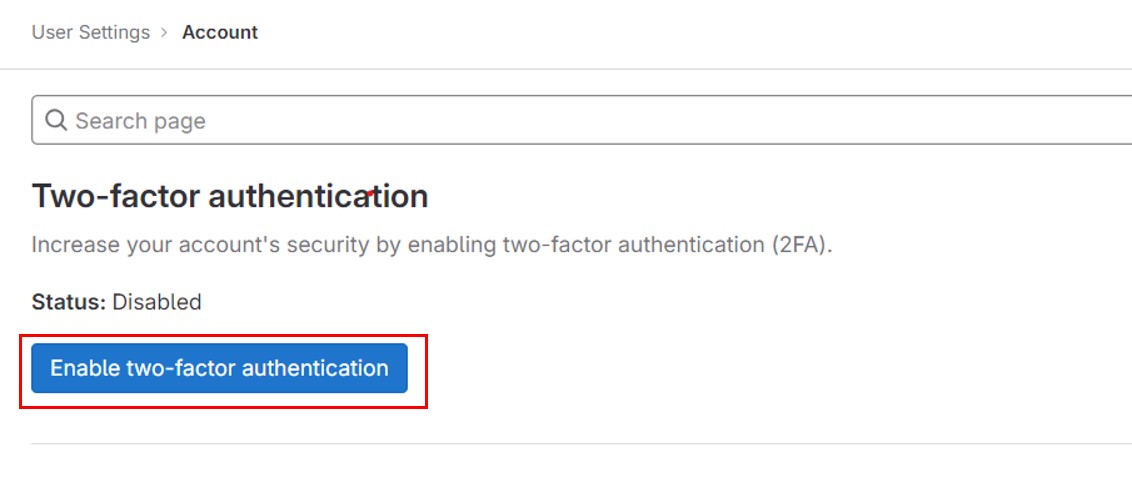 User Settings > Account
Search page
Two-factor authentication
Increase your account's security by enabling two-factor authentication (2FA).
Status: Disabled
Enable two-factor authentication